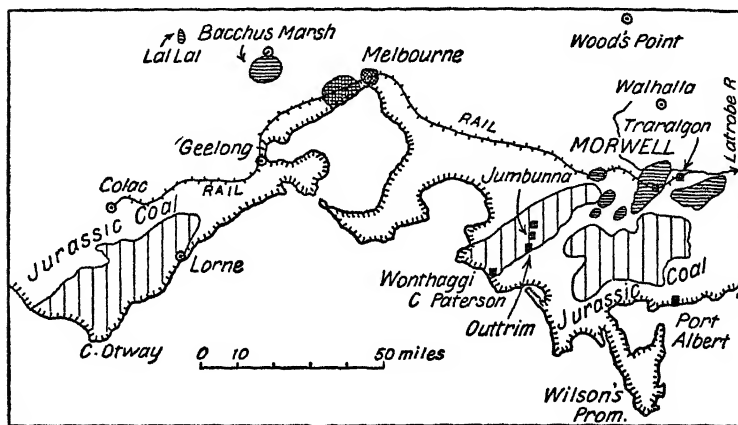 Bacchus Marsh
Lal Lal
Melbourne
Wood's Point
Walhalla
Traralgon
Latrobe R
MORWELL
RAIL
'Geelong
RAIL
Colac
Jumbunna
Jurassic Coal
Lorne
Wonthaggi
C Paterson
Outtrim
Jurassic Coal
Port
Albert
C. Otway
0 10 50 miles
Wilson's
Prom.